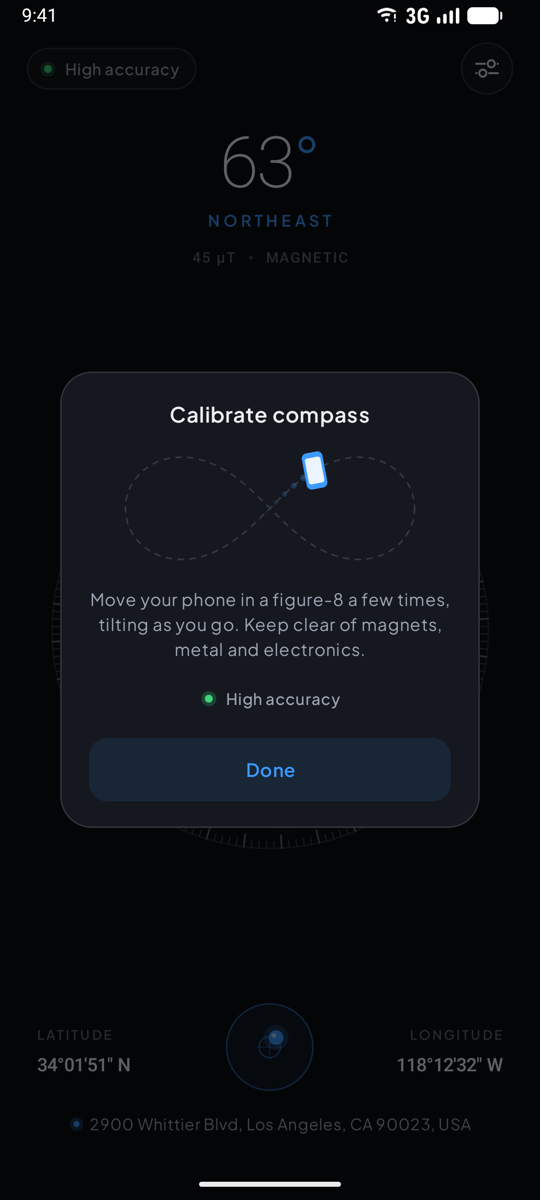 9:41
3G
High accuracy
63°
NORTHEAST
45 µT • MAGNETIC
Calibrate compass
Move your phone in a figure-8 a few times,
tilting as you go. Keep clear of magnets,
metal and electronics.
High accuracy
Done
LATITUDE
34°01'51" N
LONGITUDE
118°12'32" W
2900 Whittier Blvd, Los Angeles, CA 90023, USA